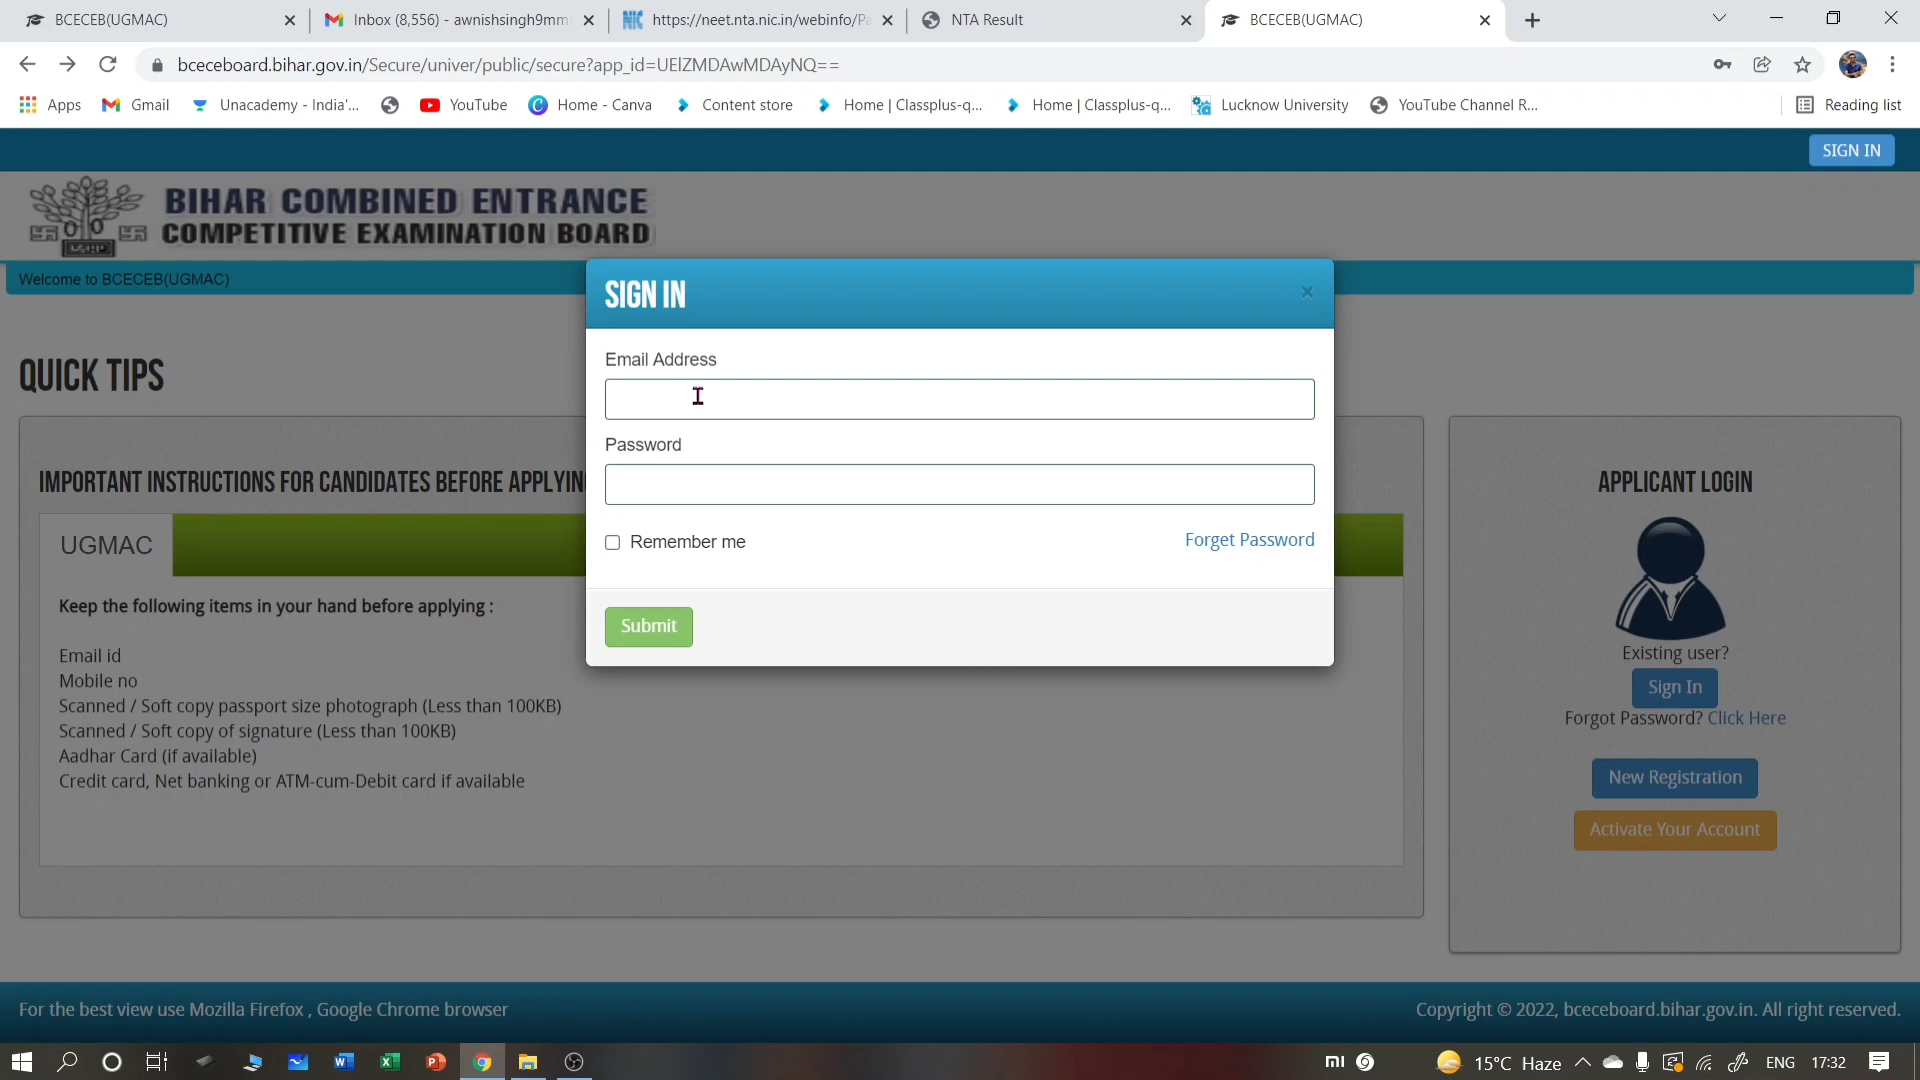 BCECEB(UGMAC)
Inbox (8,556) - awnishsingh9mm
https://neet.nta.nic.in/webinfo/Pa
NTA Result
BCECEB(UGMAC)
bceceboard.bihar.gov.in/Secure/univer/public/secure?app_id=UElZMDAwMDAyNQ==
Apps
Gmail
Unacademy - India'...
YouTube
Home - Canva
Content store
Home | Classplus-q...
Home | Classplus-q...
Lucknow University
YouTube Channel R...
Reading list
SIGN IN
BIHAR COMBINED ENTRANCE
COMPETITIVE EXAMINATION BOARD
Welcome to BCECEB(UGMAC)
SIGN IN
×
Email Address
Password
Remember me
Forget Password
Submit
QUICK TIPS
IMPORTANT INSTRUCTIONS FOR CANDIDATES BEFORE APPLYING
UGMAC
Keep the following items in your hand before applying :
Email id
Mobile no
Scanned / Soft copy passport size photograph (Less than 100KB)
Scanned / Soft copy of signature (Less than 100KB)
Aadhar Card (if available)
Credit card, Net banking or ATM-cum-Debit card if available
APPLICANT LOGIN
Existing user?
Sign In
Forgot Password? Click Here
New Registration
Activate Your Account
For the best view use Mozilla Firefox , Google Chrome browser
Copyright © 2022, bceceboard.bihar.gov.in. All right reserved.
15°C Haze
ENG
17:32